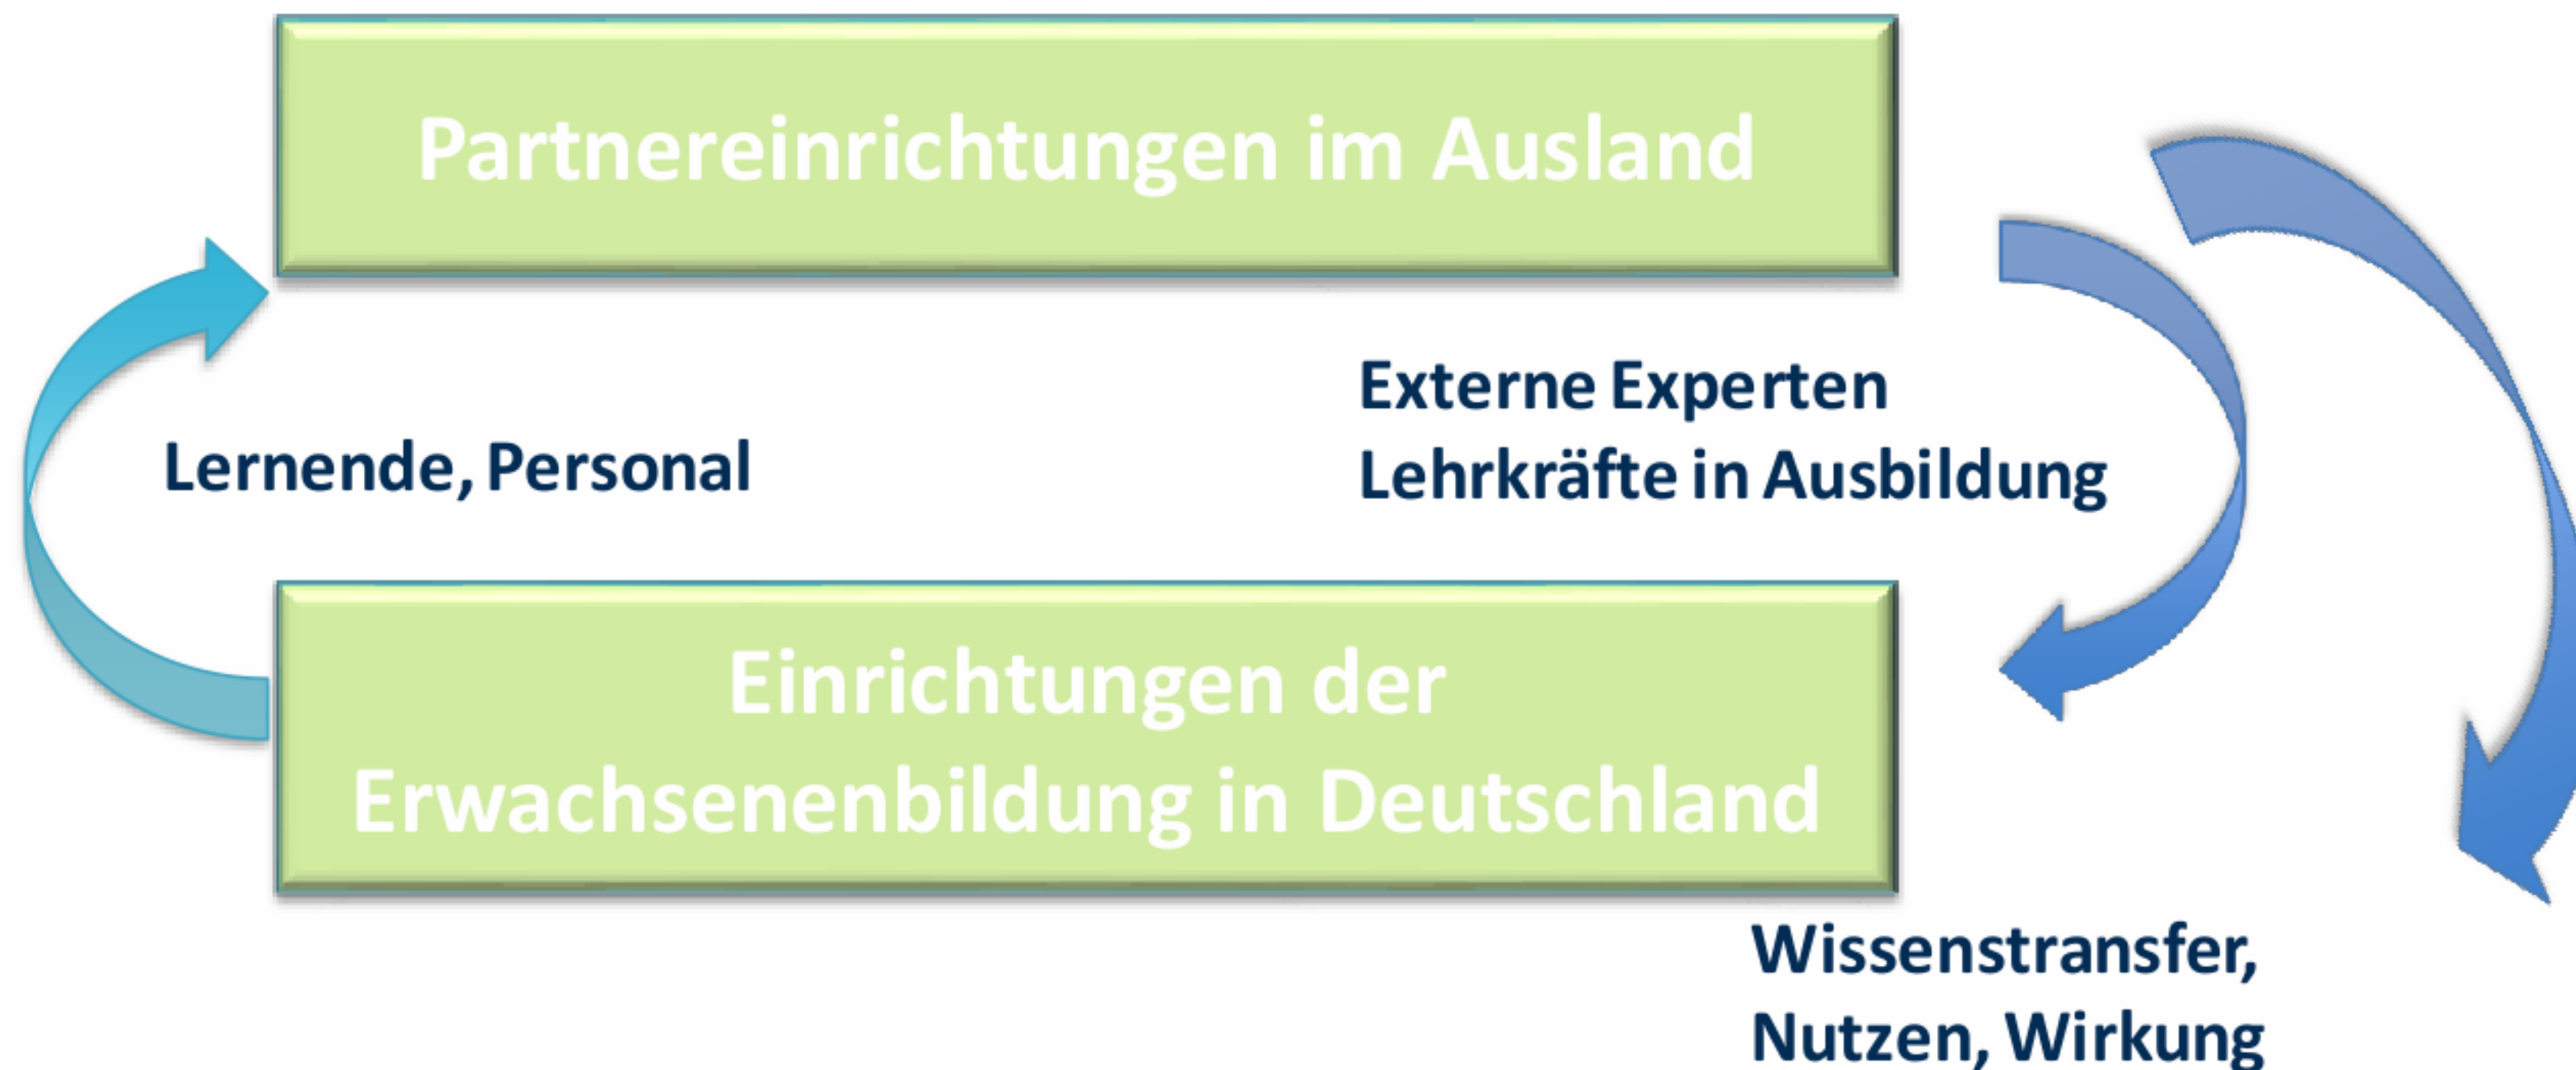 Partnereinrichtungen im Ausland
Externe Experten
Lehrkräfte in Ausbildung
Lernende, Personal
Einrichtungen der
Erwachsenenbildung in Deutschland
Wissenstransfer,
Nutzen, Wirkung